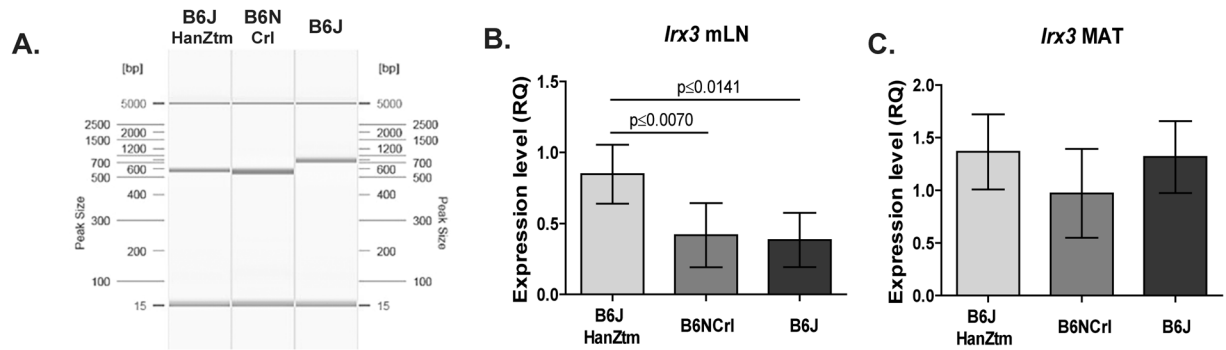 A.
B6J
HanZtm
B6N
Crl
B6J
[bp]
[bp]
5000
5000
2500
2000
1500
1200
700
600
500
400
300
200
100
15
2500
2000
1500
1200
700
600
500
400
300
200
100
15
Peak Size
Peak Size
B.
Irx3 mLN
Expression level (RQ)
1.5
1.0
0.5
0.0
p≤0.0141
p≤0.0070
B6J
HanZtm
B6NCrl
B6J
C.
Irx3 MAT
Expression level (RQ)
2.0
1.5
1.0
0.5
0.0
B6J
HanZtm
B6NCrl
B6J